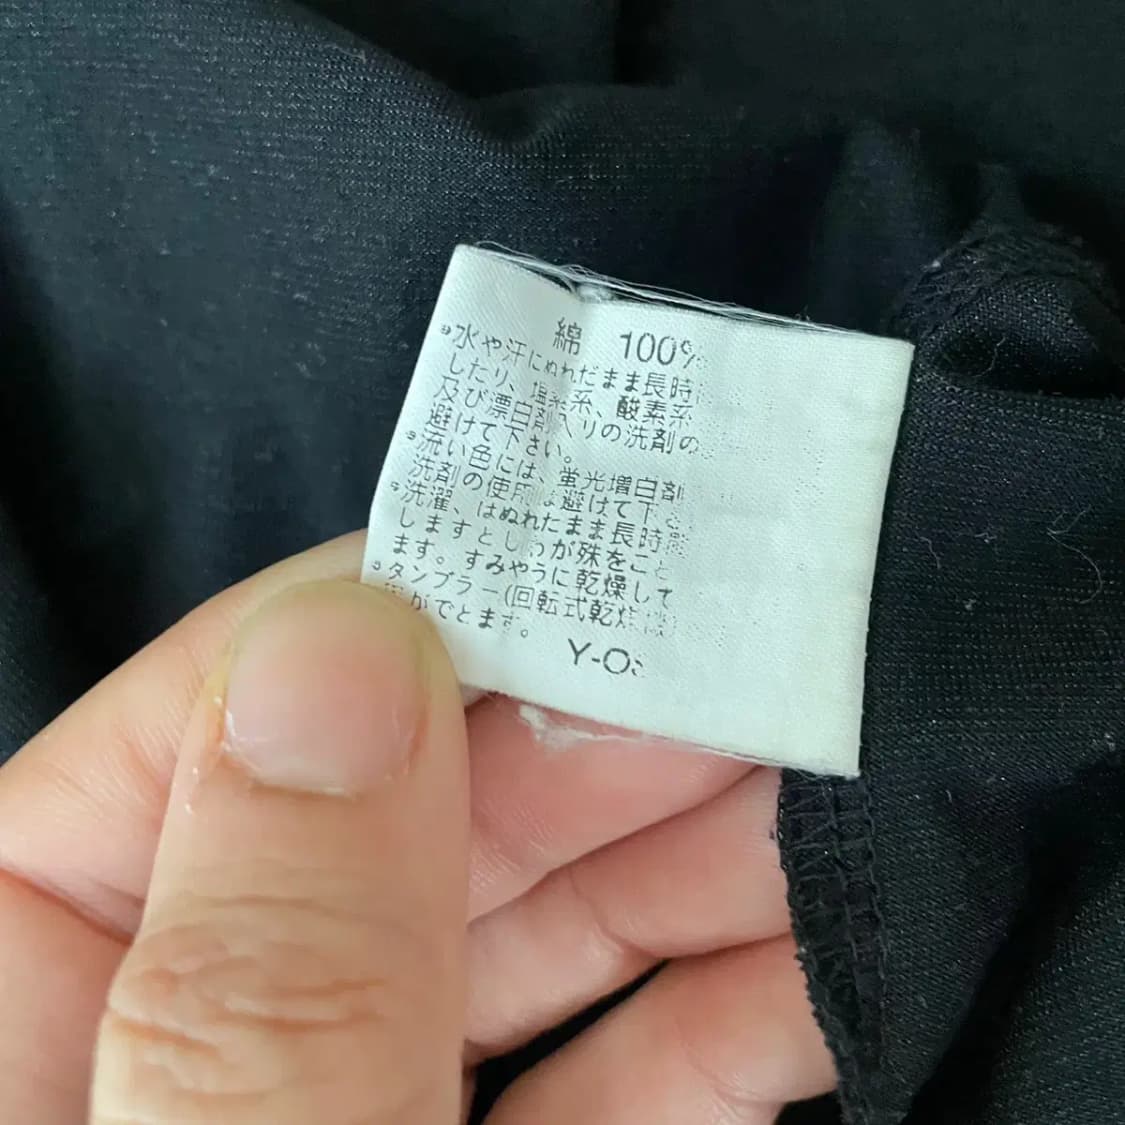 綿 100%
水や汗にぬれたまま長時
したり、塩素系、酸素系
及び漂白剤入りの洗剤の
避けて下さい。
流い色には、蛍光増白剤
洗剤の使用は避けて下さ
洗濯、はぬれたまま長時間
しますとしわが殊をこと
ます。すみやうに乾燥して
タンブラー(回転式乾燥機)
がでとます。
Y-O